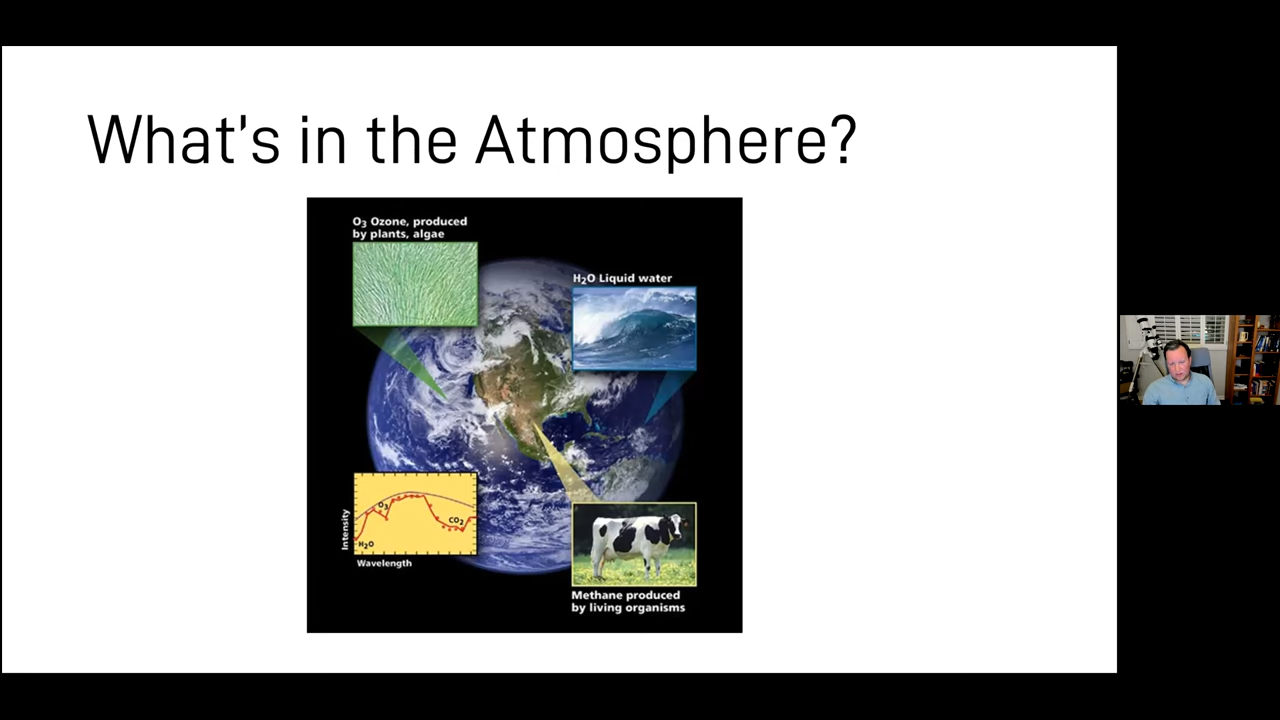 What's in the Atmosphere?
O3 Ozone, produced
by plants, algae
H2O Liquid water
Intensity
O3
CO2
H2O
Wavelength
Methane produced
by living organisms